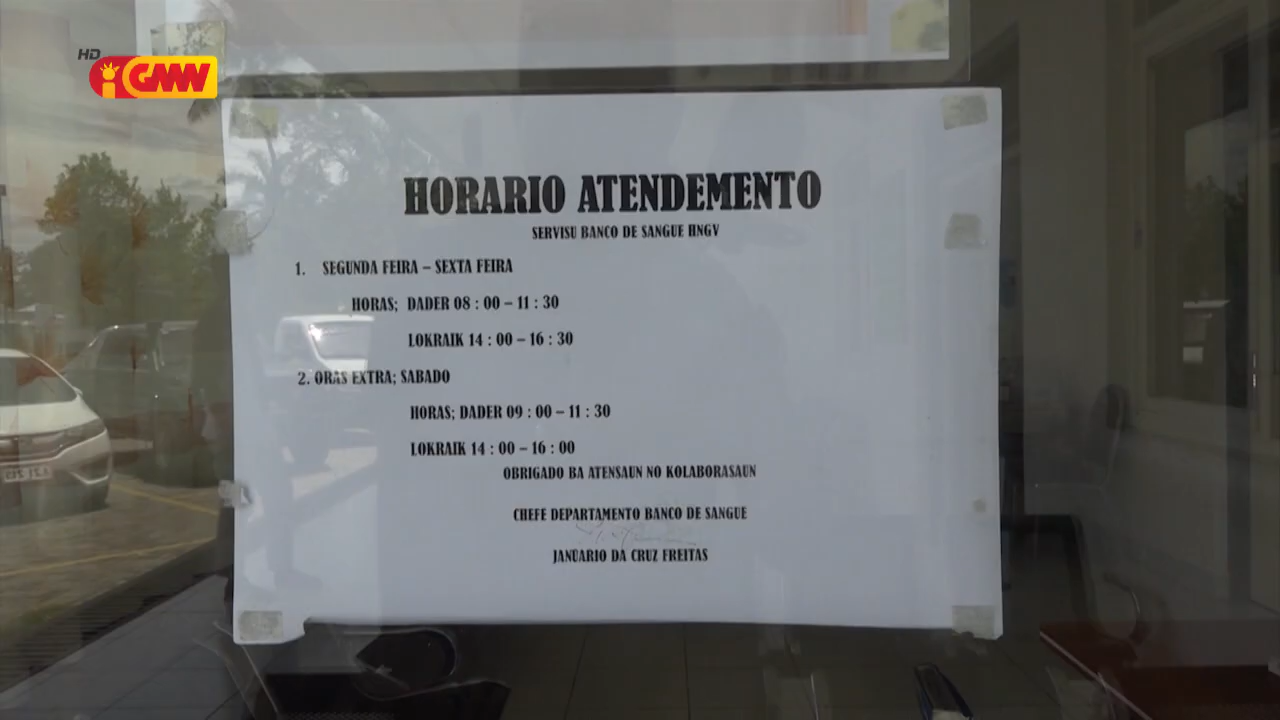 HD
GMN
HORARIO ATENDEMENTO
SERVISU BANCO DE SANGUE HNGV
1. SEGUNDA FEIRA – SEXTA FEIRA
HORAS; DADER 08 : 00 – 11 : 30
LOKRAIK 14 : 00 – 16 : 30
2. ORAS EXTRA; SABADO
HORAS; DADER 09 : 00 – 11 : 30
LOKRAIK 14 : 00 – 16 : 00
OBRIGADO BA ATENSAUN NO KOLABORASAUN
CHEFE DEPARTAMENTO BANCO DE SANGUE
JANUARIO DA CRUZ FREITAS